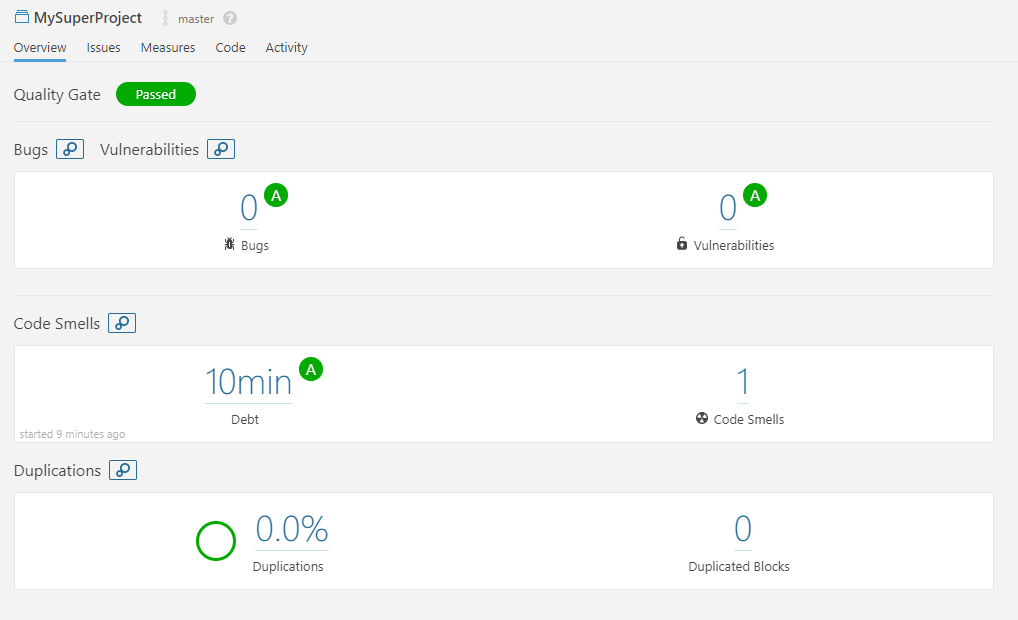 MySuperProject master ?
Overview Issues Measures Code Activity
Quality Gate Passed
Bugs Vulnerabilities
0 A 0 A
Bugs Vulnerabilities
Code Smells
10min A 1
Debt Code Smells
started 9 minutes ago
Duplications
0.0% 0
Duplications Duplicated Blocks